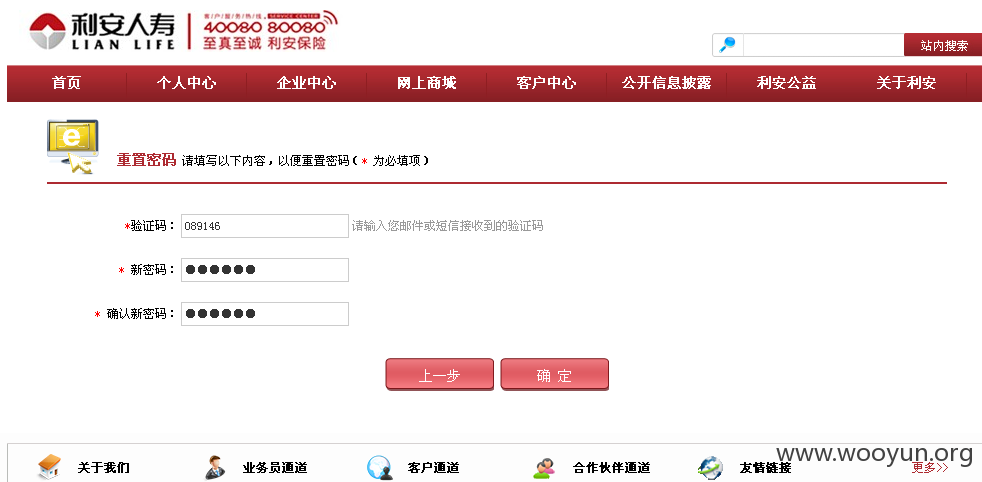 利安人寿
LIAN LIFE
客户服务热线 SERVICE CENTER
40080 80080
至真至诚 利安保险
站内搜索
首页 个人中心 企业中心 网上商城 客户中心 公开信息披露 利安公益 关于利安
e
重置密码 请填写以下内容,以便重置密码( * 为必填项 )
*验证码: 089146 请输入您邮件或短信接收到的验证码
* 新密码: ●●●●●●
* 确认新密码: ●●●●●●
上一步 确 定
关于我们 业务员通道 客户通道 合作伙伴通道 友情链接 更多>>
www.wooyun.org